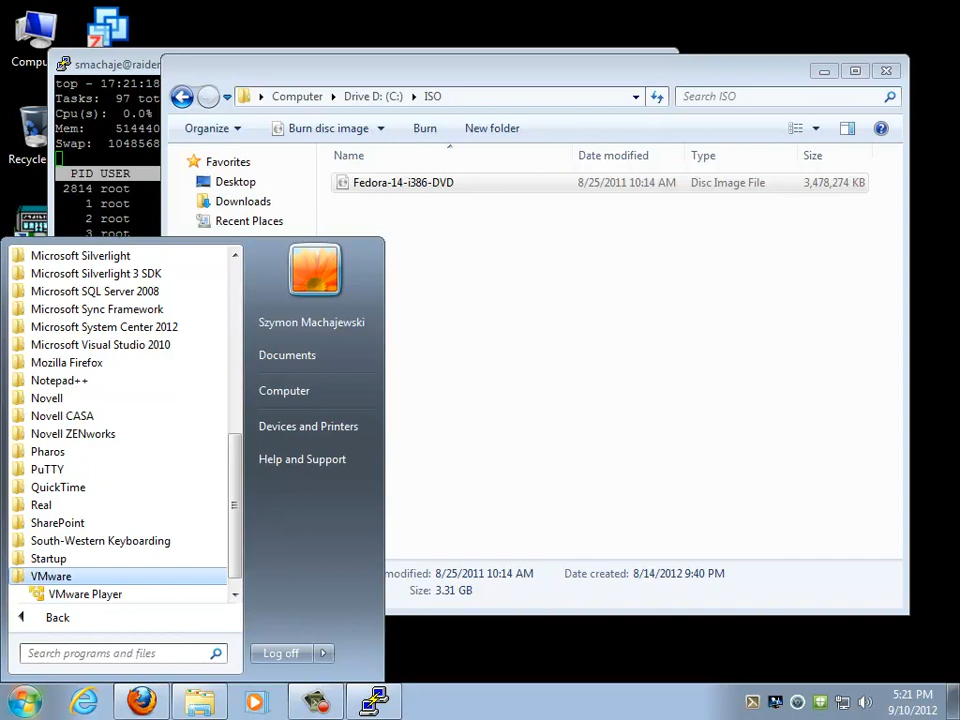 Compu
Recycle
smachaje@raider
top - 17:21:18
Tasks: 97 tot
Cpu(s): 0.0%
Mem: 514440
Swap: 1048568
PID USER
2814 root
1 root
2 root
3 root
Computer
Drive D: (C:)
ISO
Search ISO
Organize
Burn disc image
Burn
New folder
Name
Date modified
Type
Size
Favorites
Desktop
Downloads
Recent Places
Fedora-14-i386-DVD
8/25/2011 10:14 AM
Disc Image File
3,478,274 KB
modified: 8/25/2011 10:14 AM
Date created: 8/14/2012 9:40 PM
Size: 3.31 GB
Microsoft Silverlight
Microsoft Silverlight 3 SDK
Microsoft SQL Server 2008
Microsoft Sync Framework
Microsoft System Center 2012
Microsoft Visual Studio 2010
Mozilla Firefox
Notepad++
Novell
Novell CASA
Novell ZENworks
Pharos
PuTTY
QuickTime
Real
SharePoint
South-Western Keyboarding
Startup
VMware
VMware Player
Back
Search programs and files
Szymon Machajewski
Documents
Computer
Devices and Printers
Help and Support
Log off
5:21 PM
9/10/2012